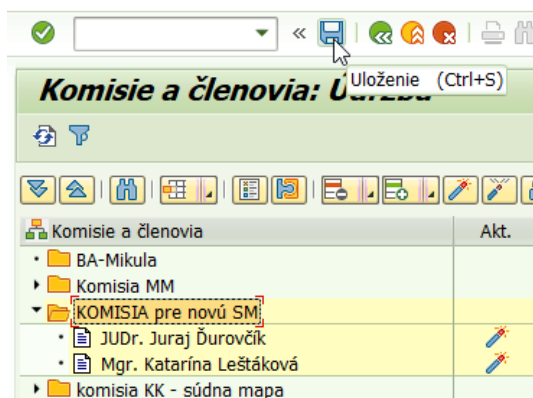 Uloženie (Ctrl+S)
Komisie a členovia: Údržba
Komisie a členovia
Akt.
BA-Mikula
Komisia MM
KOMISIA pre novú SM
JUDr. Juraj Ďurovčík
Mgr. Katarína Leštáková
komisia KK - súdna mapa